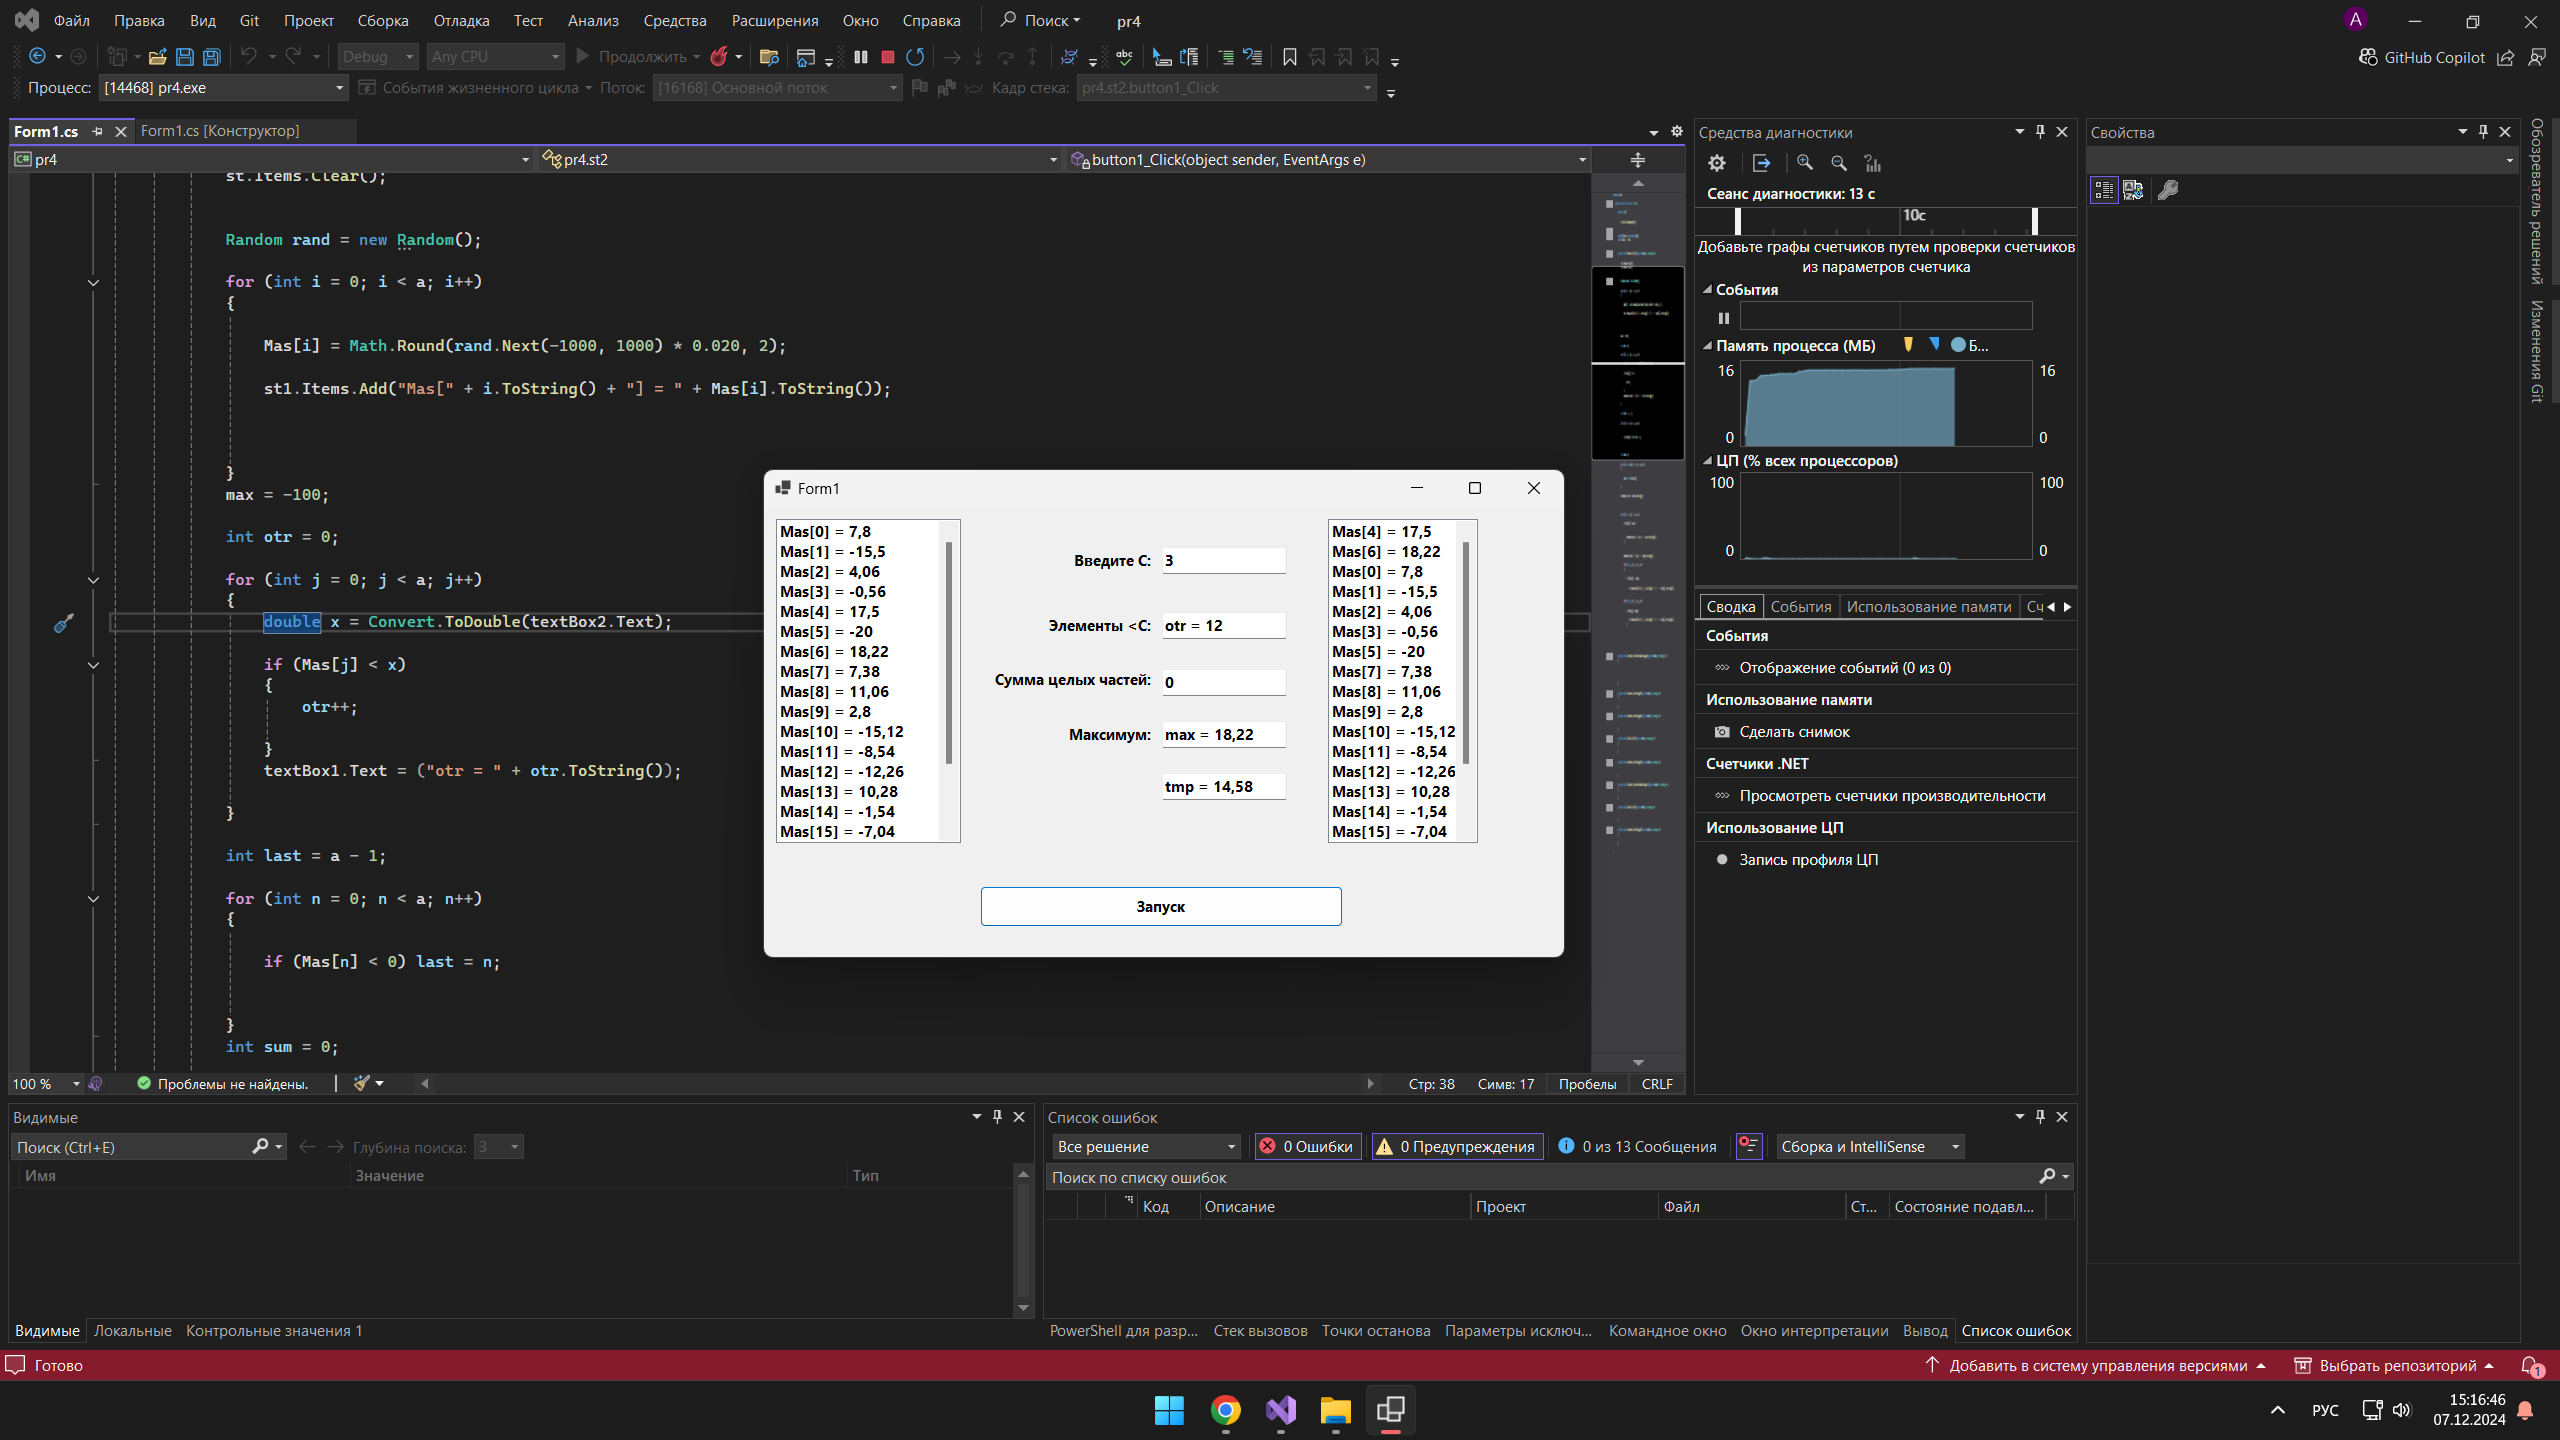 Файл Правка Вид Git Проект Сборка Отладка Тест Анализ Средства Расширения Окно Справка Поиск pr4 A
Debug Any CPU Продолжить GitHub Copilot
Процесс: [14468] pr4.exe События жизненного цикла Поток: [16168] Основной поток Кадр стека: pr4.st2.button1_Click
Form1.cs Form1.cs [Конструктор]
pr4 pr4.st2 button1_Click(object sender, EventArgs e)
st.Items.Clear();
Random rand = new Random();
for (int i = 0; i < a; i++)
{
Mas[i] = Math.Round(rand.Next(-1000, 1000) * 0.020, 2);
st1.Items.Add("Mas[" + i.ToString() + "] = " + Mas[i].ToString());
}
max = -100;
int otr = 0;
for (int j = 0; j < a; j++)
{
double x = Convert.ToDouble(textBox2.Text);
if (Mas[j] < x)
{
otr++;
}
textBox1.Text = ("otr = " + otr.ToString());
}
int last = a - 1;
for (int n = 0; n < a; n++)
{
if (Mas[n] < 0) last = n;
}
int sum = 0;
100 % Проблемы не найдены. Стр: 38 Симв: 17 Пробелы CRLF
Form1
Mas[0] = 7,8
Mas[1] = -15,5
Mas[2] = 4,06
Mas[3] = -0,56
Mas[4] = 17,5
Mas[5] = -20
Mas[6] = 18,22
Mas[7] = 7,38
Mas[8] = 11,06
Mas[9] = 2,8
Mas[10] = -15,12
Mas[11] = -8,54
Mas[12] = -12,26
Mas[13] = 10,28
Mas[14] = -1,54
Mas[15] = -7,04
Введите C: 3
Элементы <C: otr = 12
Сумма целых частей: 0
Максимум: max = 18,22
tmp = 14,58
Mas[4] = 17,5
Mas[6] = 18,22
Mas[0] = 7,8
Mas[1] = -15,5
Mas[2] = 4,06
Mas[3] = -0,56
Mas[5] = -20
Mas[7] = 7,38
Mas[8] = 11,06
Mas[9] = 2,8
Mas[10] = -15,12
Mas[11] = -8,54
Mas[12] = -12,26
Mas[13] = 10,28
Mas[14] = -1,54
Mas[15] = -7,04
Запуск
Средства диагностики
Сеанс диагностики: 13 с
10с
Добавьте графы счетчиков путем проверки счетчиков
из параметров счетчика
События
Память процесса (МБ) Б...
16 16
0 0
ЦП (% всех процессоров)
100 100
0 0
Сводка События Использование памяти Сч
События
Отображение событий (0 из 0)
Использование памяти
Сделать снимок
Счетчики .NET
Просмотреть счетчики производительности
Использование ЦП
Запись профиля ЦП
Свойства
Обозреватель решений
Изменения Git
Видимые
Поиск (Ctrl+E) Глубина поиска: 3
Имя Значение Тип
Видимые Локальные Контрольные значения 1
Список ошибок
Все решение 0 Ошибки 0 Предупреждения 0 из 13 Сообщения Сборка и IntelliSense
Поиск по списку ошибок
Код Описание Проект Файл Ст... Состояние подавл...
PowerShell для разр... Стек вызовов Точки останова Параметры исключ... Командное окно Окно интерпретации Вывод Список ошибок
Готово Добавить в систему управления версиями Выбрать репозиторий 1
РУС 15:16:46
07.12.2024